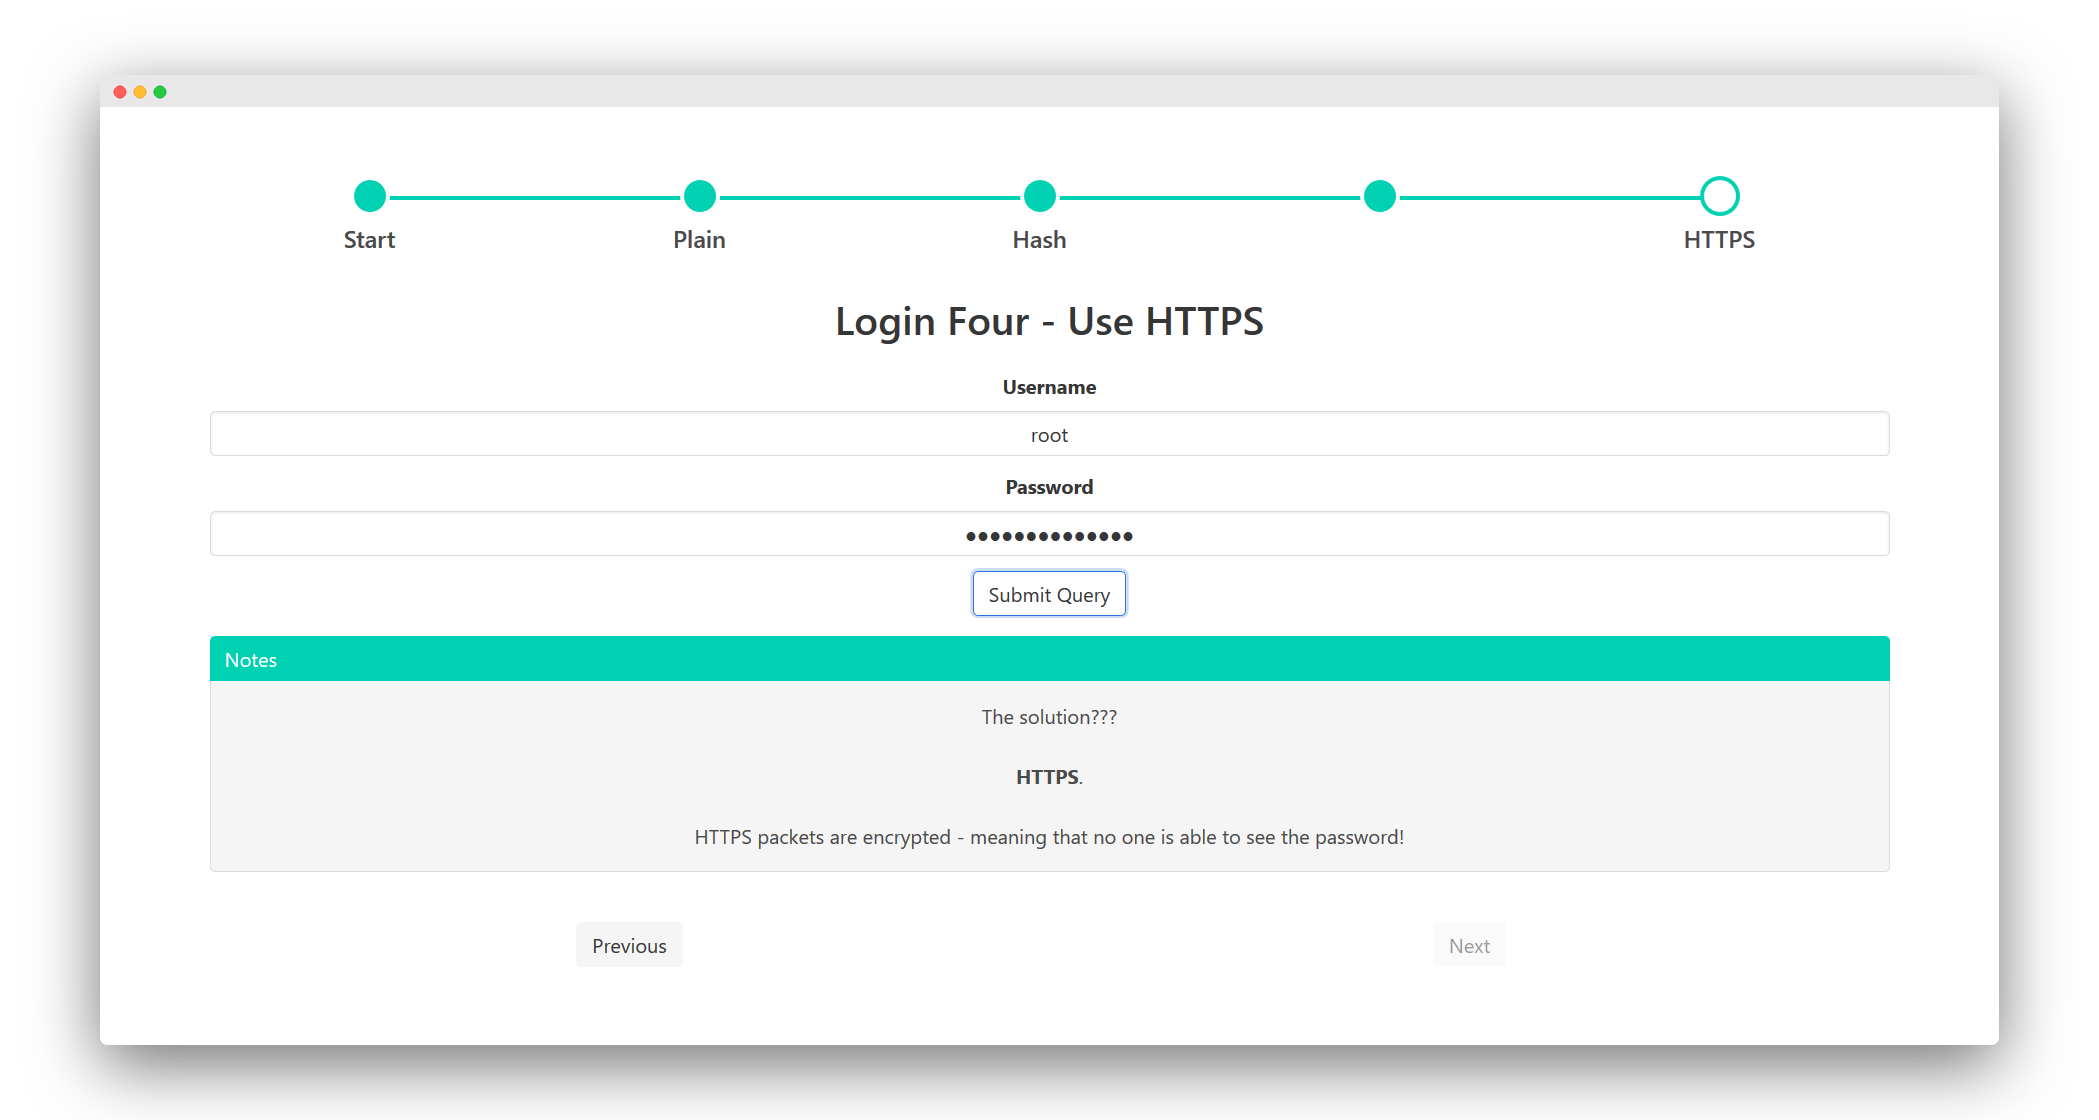 Start Plain Hash HTTPS
Login Four - Use HTTPS
Username
root
Password
••••••••••••••
Submit Query
Notes
The solution???
HTTPS.
HTTPS packets are encrypted - meaning that no one is able to see the password!
Previous Next